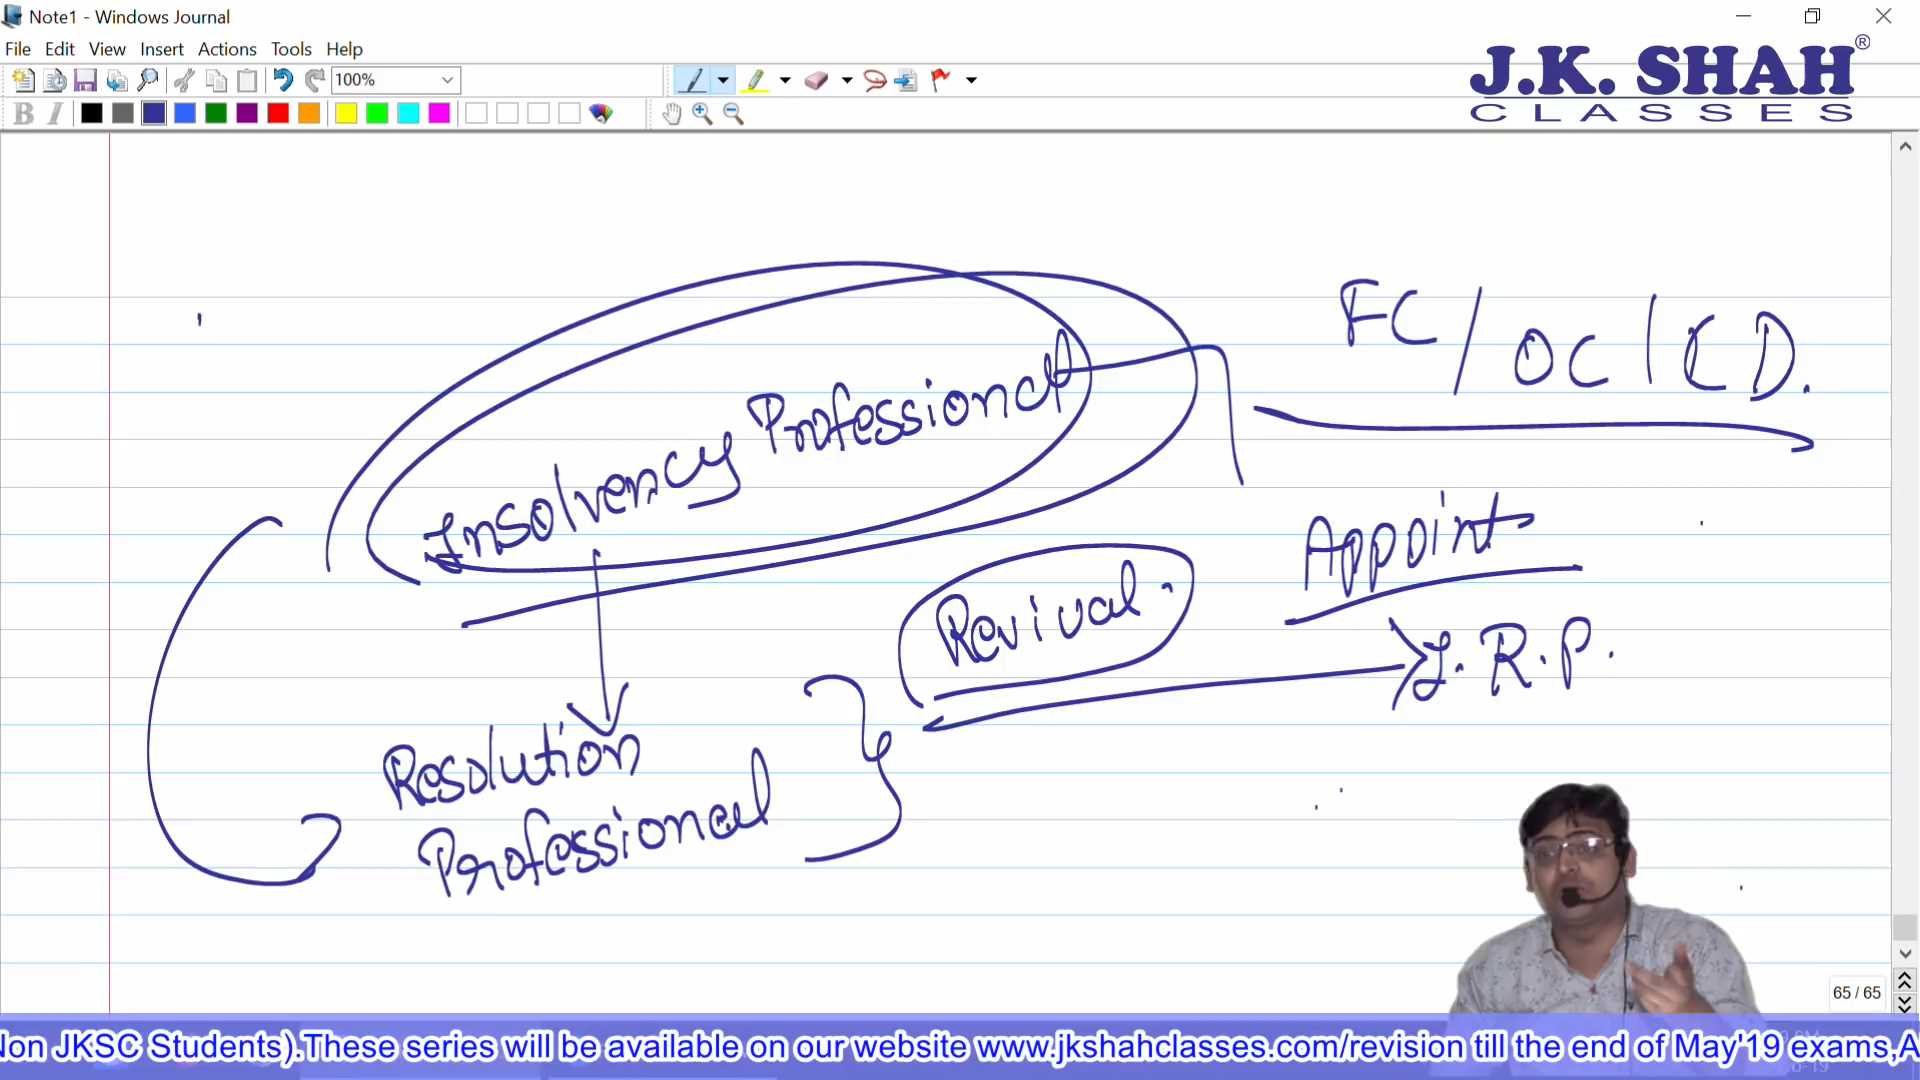 Note1 - Windows Journal
File Edit View Insert Actions Tools Help
100%
J.K. SHAH®
CLASSES
FC/OC/CD.
Insolvency Professional
Appoint
Revival.
I.R.P.
Resolution
Professional
65 / 65
Non JKSC Students).These series will be available on our website www.jkshahclasses.com/revision till the end of May'19 exams,A